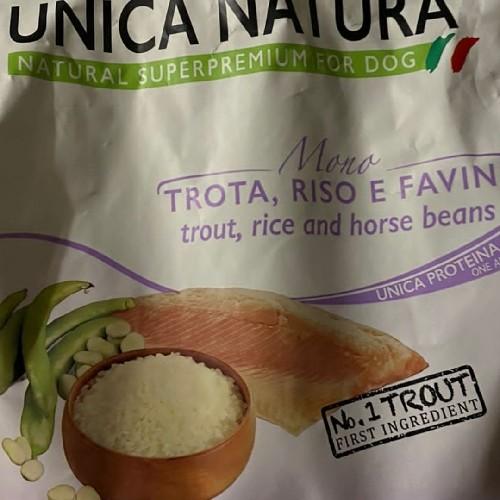 UNICA NATURA
NATURAL SUPERPREMIUM FOR DOG
Mono
TROTA, RISO E FAVIN
trout, rice and horse beans
UNICA PROTEINA
ONE A
No. 1 TROUT
FIRST INGREDIENT